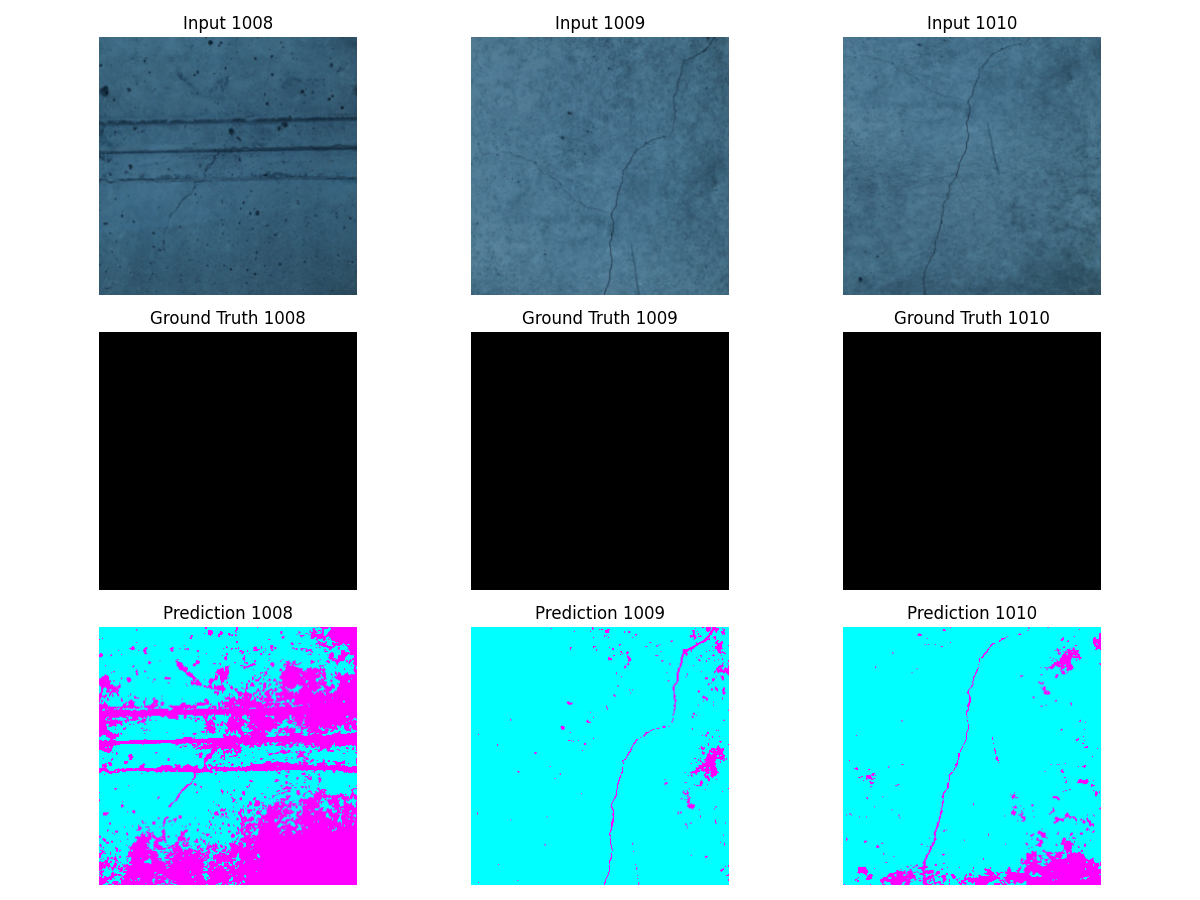 Input 1008
Input 1009
Input 1010
Ground Truth 1008
Ground Truth 1009
Ground Truth 1010
Prediction 1008
Prediction 1009
Prediction 1010